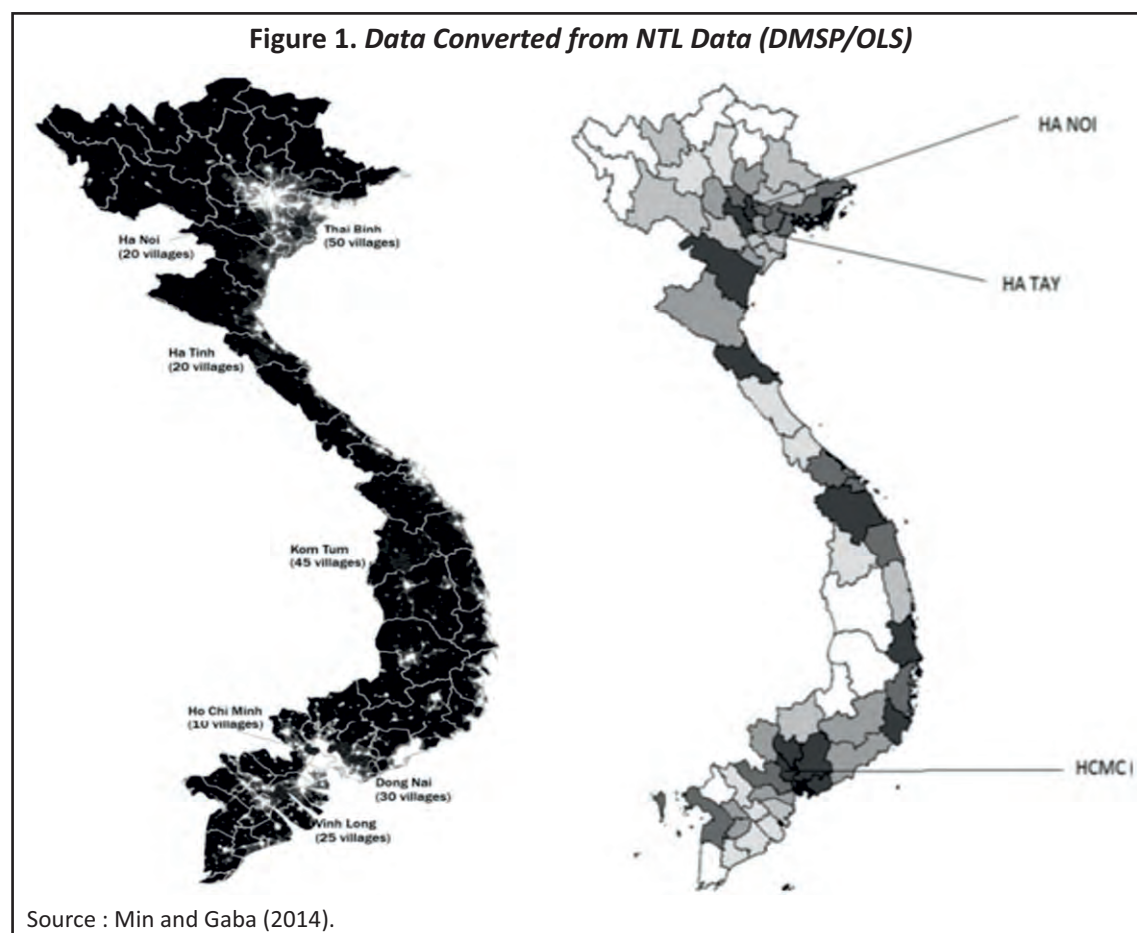 Figure 1. Data Converted from NTL Data (DMSP/OLS)
Ha Noi
(20 villages)
Thai Binh
(50 villages)
Ha Tinh
(20 villages)
Kom Tum
(45 villages)
Ho Chi Minh
(10 villages)
Dong Nai
(30 villages)
Vinh Long
(25 villages)
HA NOI
HA TAY
HCMC
Source : Min and Gaba (2014).